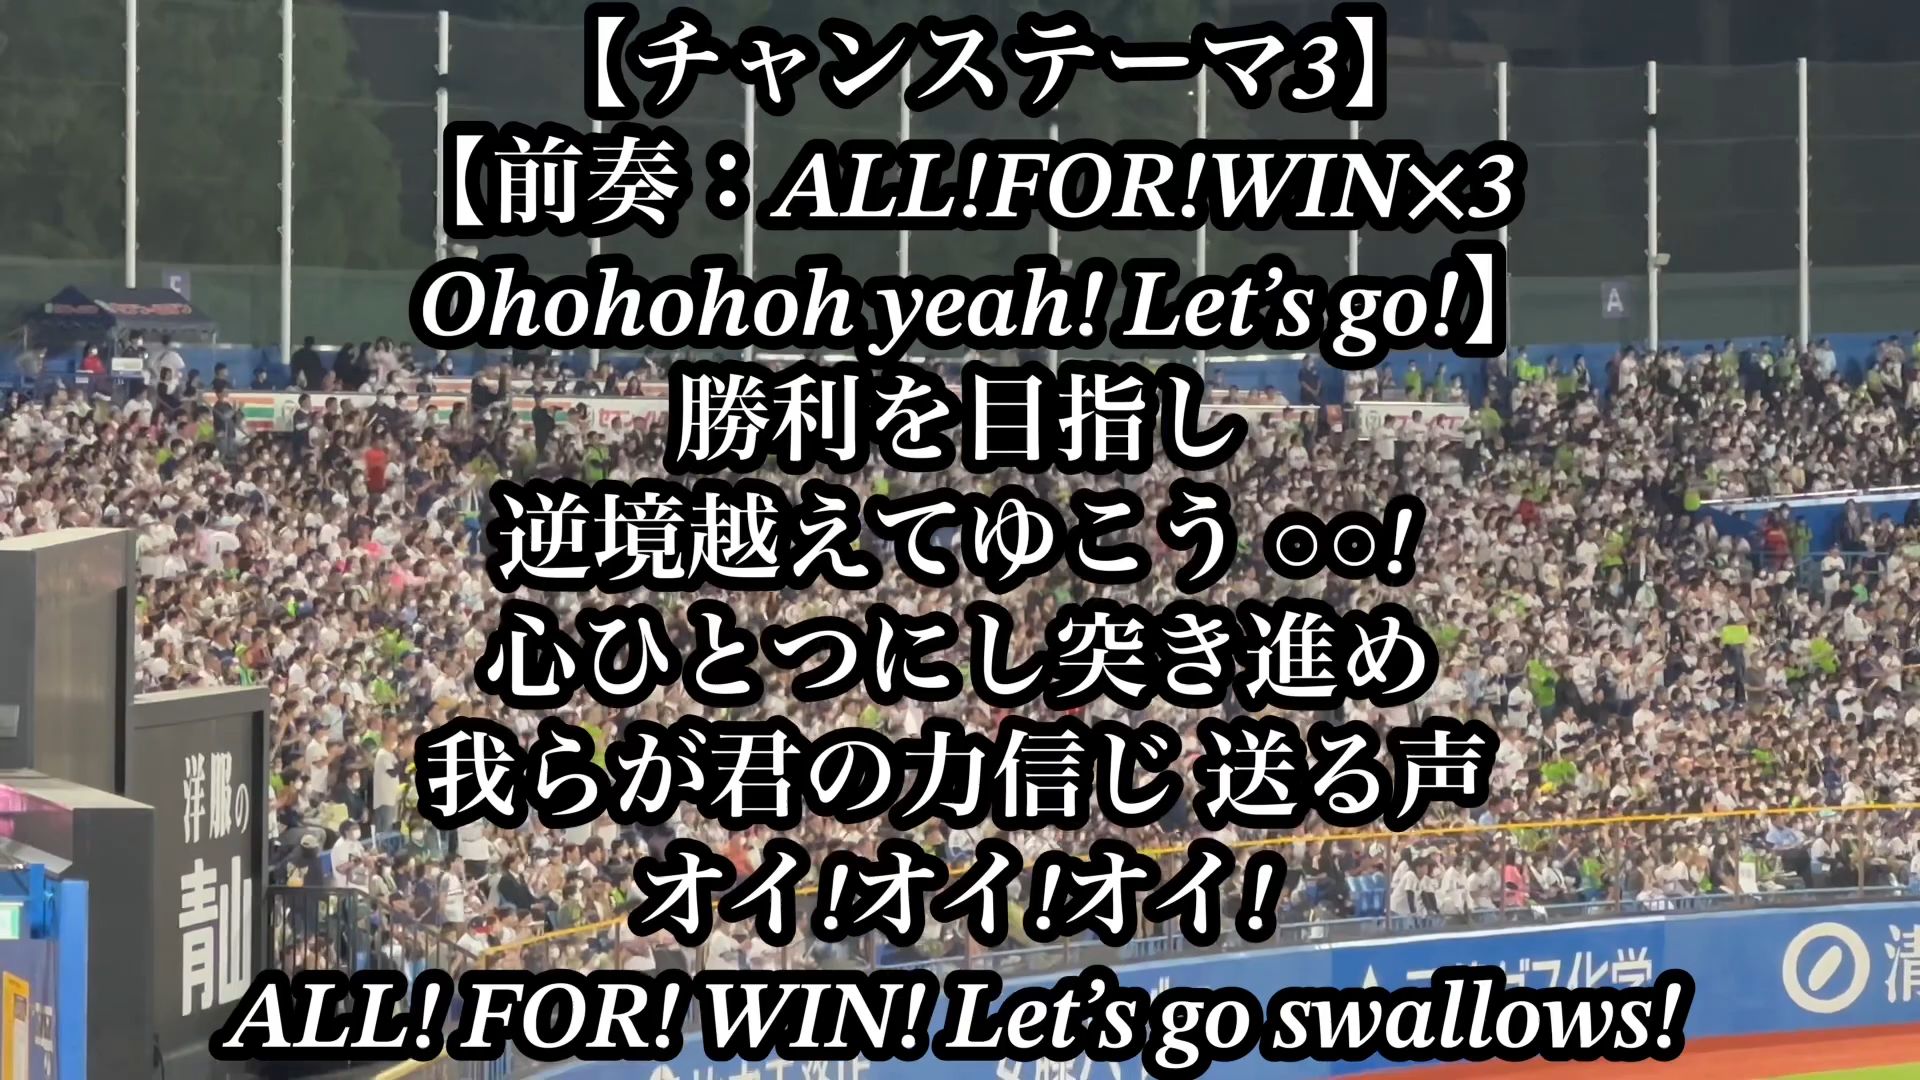 【チャンステーマ3】
【前奏：ALL!FOR!WIN×3
Ohohohoh yeah! Let’s go!】
勝利を目指し
逆境越えてゆこう ○○!
心ひとつにし突き進め
我らが君の力信じ 送る声
オイ!オイ!オイ!
ALL! FOR! WIN! Let’s go swallows!
洋服の
青山
A
清